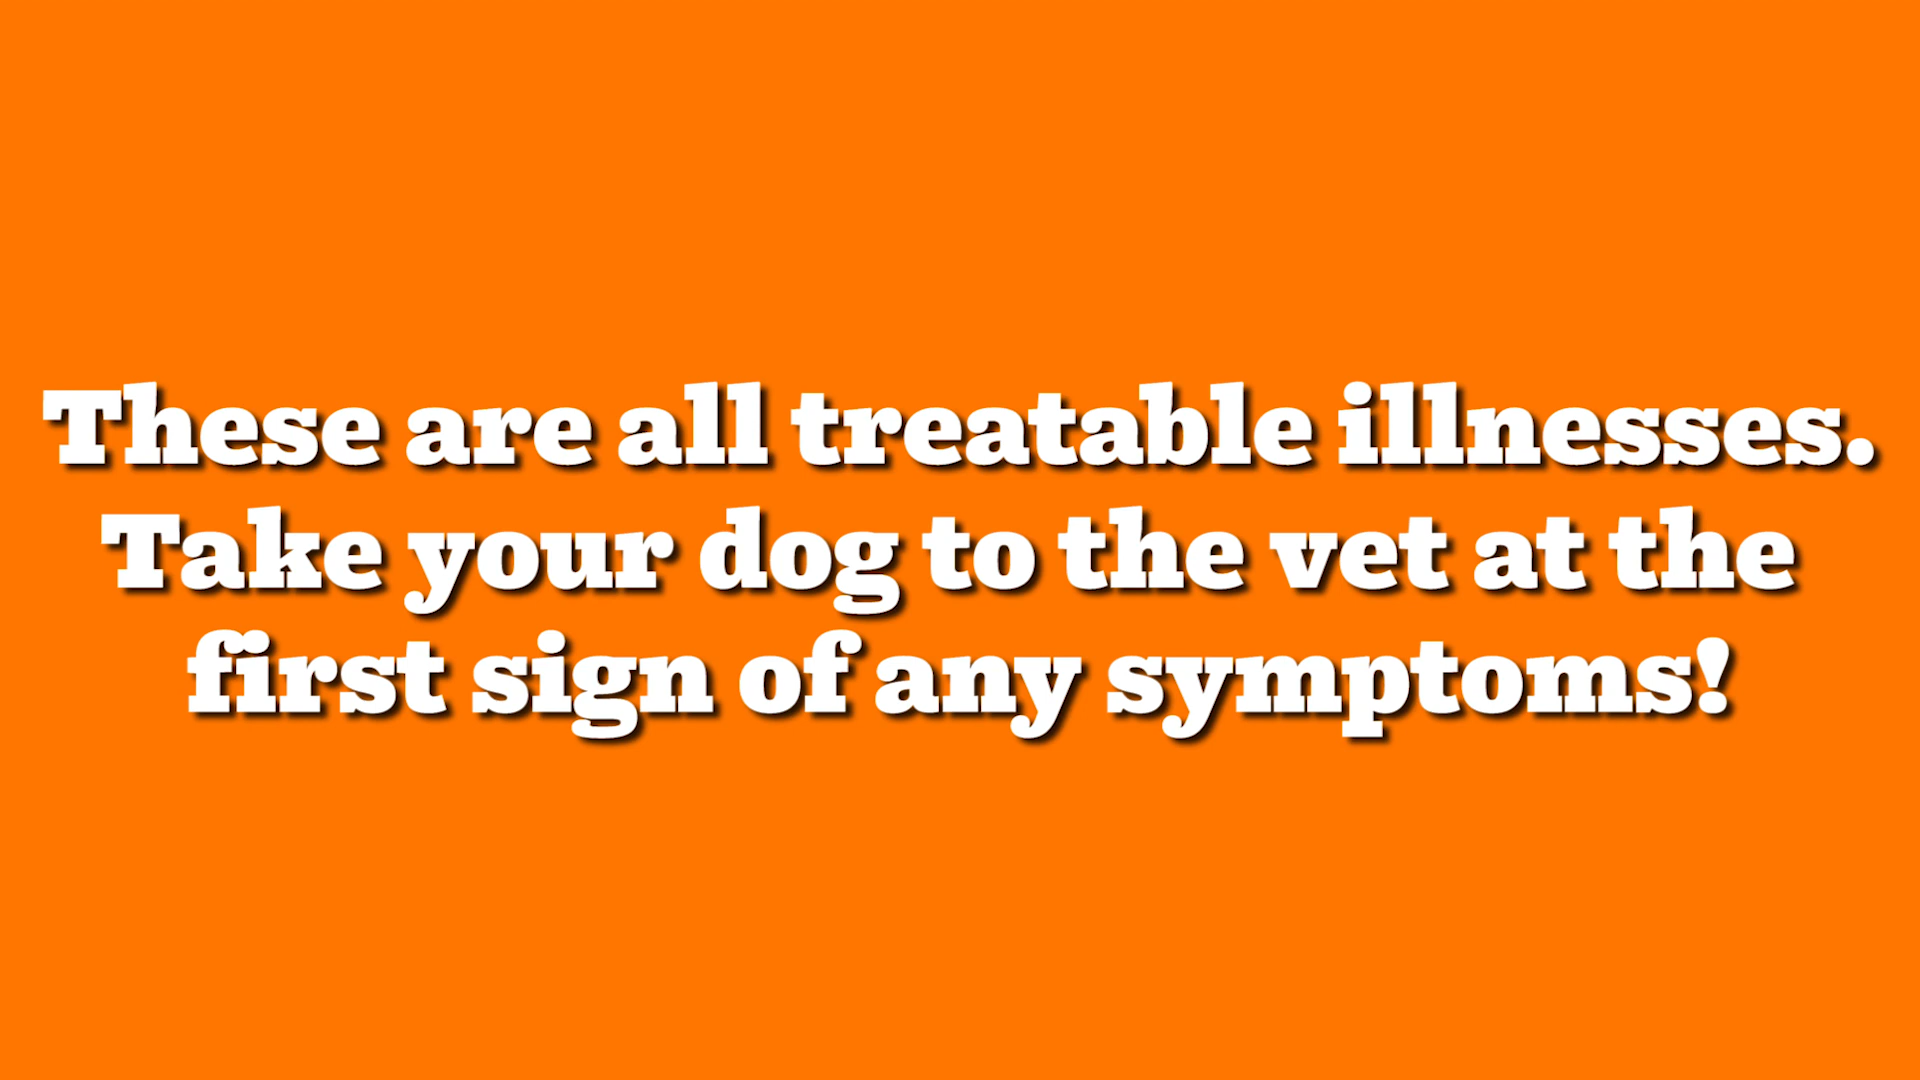 These are all treatable illnesses.
Take your dog to the vet at the
first sign of any symptoms!